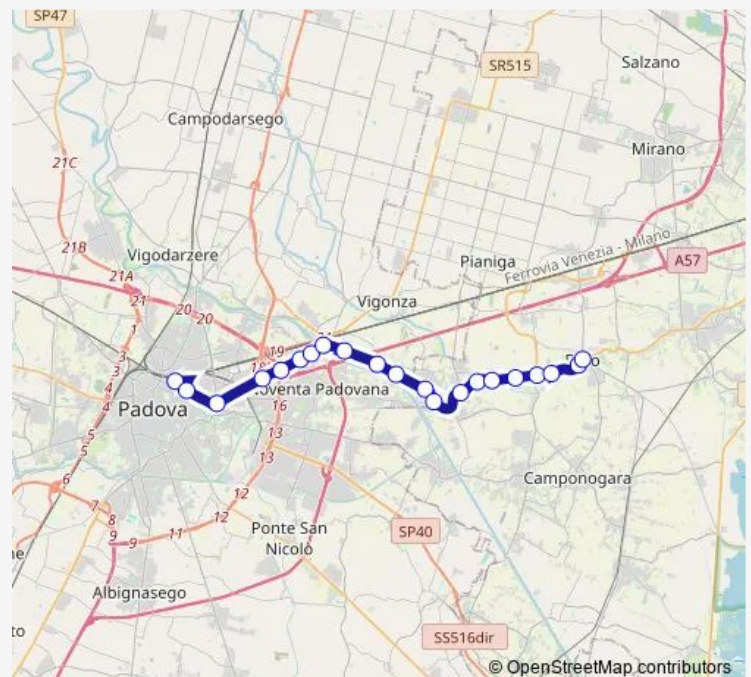 SP47
Salzano
SR515
Campodarsego
Mirano
21C
Ferrovia Venezia - Milano
21B
Vigodarzere
Pianiga
A57
21A
21
20
20
Vigonza
1
19
3
3
Noventa Padovana
Padova
4
16
5
5
13
13
6
12
Camponogara
7
12
8
11
9
9
Ponte San
Nicolò
SP40
Albignasego
SS516dir
© OpenStreetMap contributors